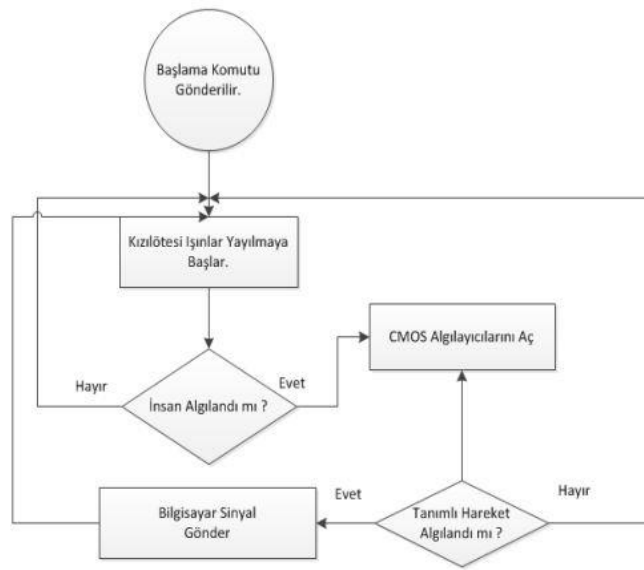 Başlama Komutu
Gönderilir.
Kızılötesi Işınlar Yayılmaya
Başlar.
CMOS Algılayıcılarını Aç
Hayır
Evet
İnsan Algılandı mı ?
Bilgisayar Sinyal
Gönder
Evet
Tanımlı Hareket
Algılandı mı ?
Hayır